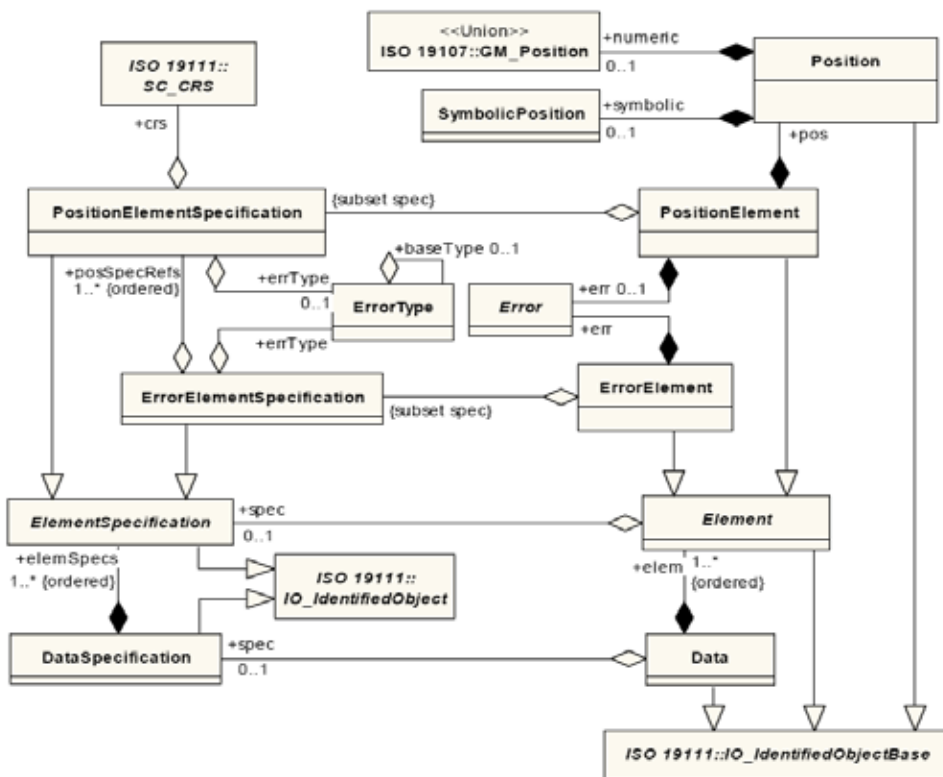 <<Union>>
ISO 19107::GM_Position
+numeric
0..1
Position
ISO 19111::
SC_CRS
SymbolicPosition
+symbolic
0..1
+crs
+pos
PositionElementSpecification
{subset spec}
PositionElement
+posSpecRefs
1..* {ordered}
+baseType 0..1
+errType
0..1
ErrorType
Error
+err 0..1
+err
+errType
ErrorElementSpecification
{subset spec}
ErrorElement
ElementSpecification
+spec
0..1
Element
+elemSpecs
1..* {ordered}
ISO 19111::
IO_IdentifiedObject
+elem
1..*
{ordered}
DataSpecification
+spec
0..1
Data
ISO 19111::IO_IdentifiedObjectBase